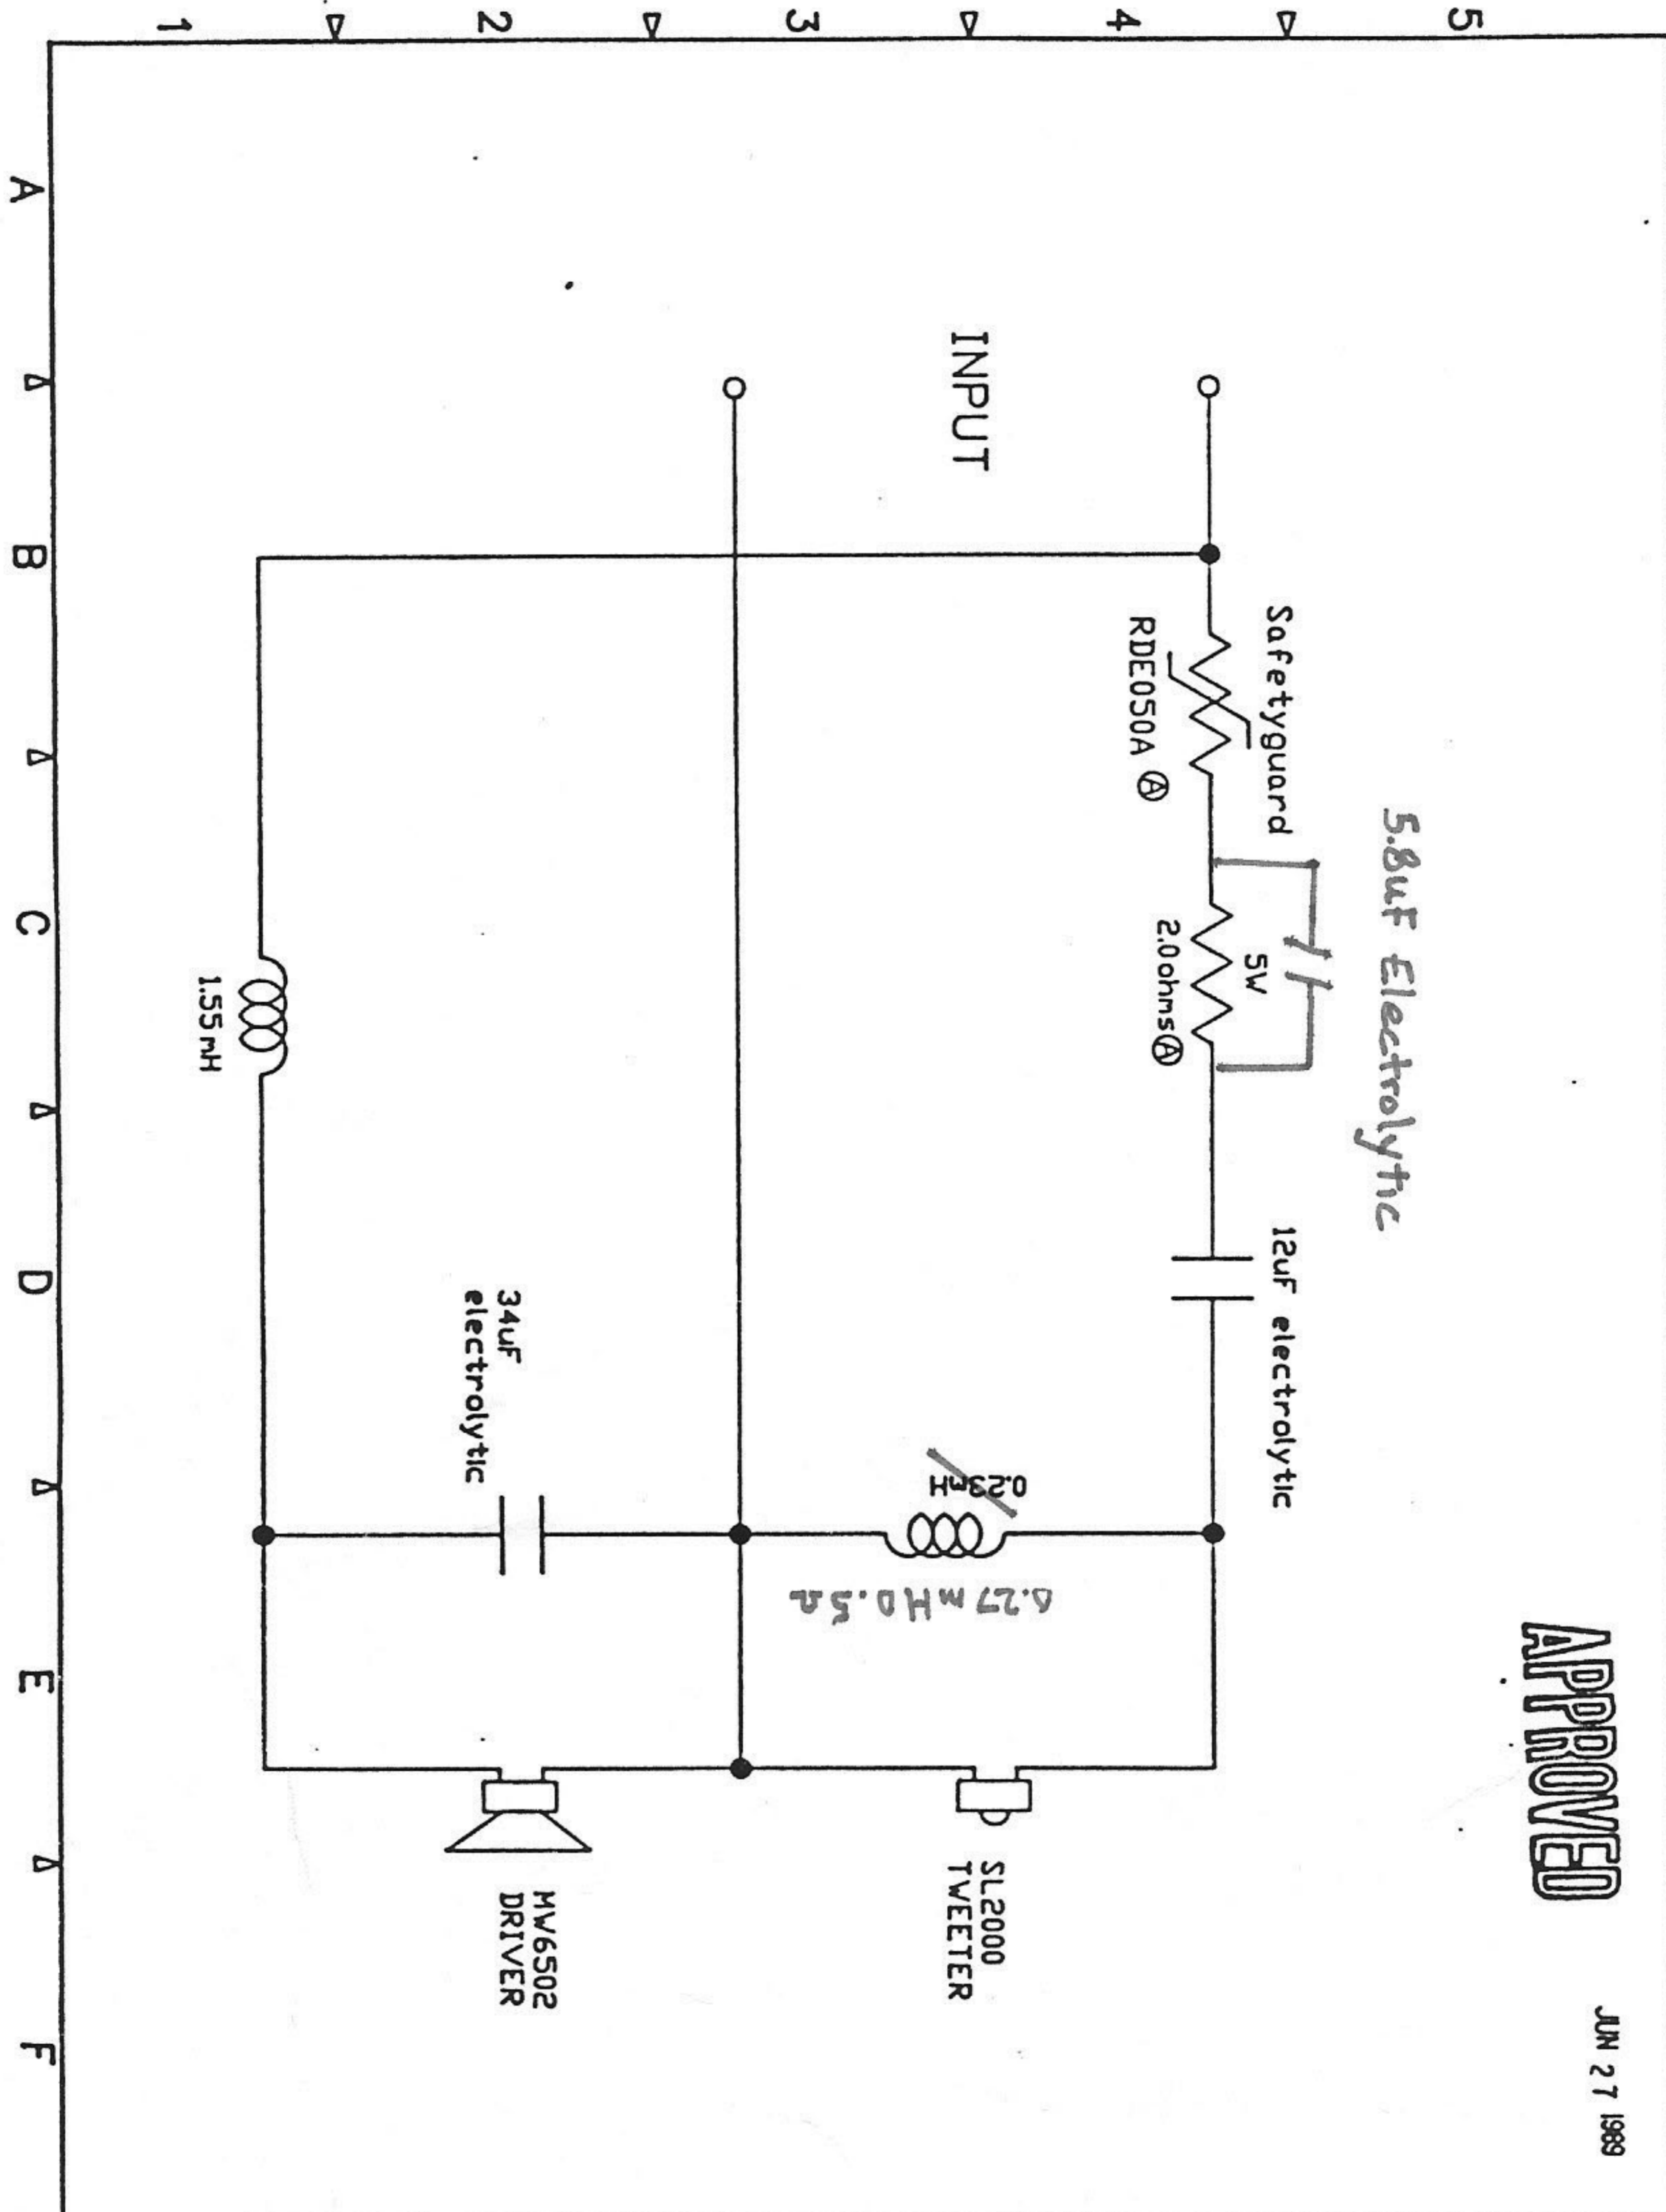 APPROVED
JUN 27 1989
5
5.8uF Electrolytic
Safetyguard
RDE050A Ⓐ
5W
2.0ohmsⒶ
12uF electrolytic
4
INPUT
0.23mH
0.27mH 0.5Ω
SL2000
TWEETER
3
34uF
electrolytic
MW6502
DRIVER
2
1.55mH
1
A
B
C
D
E
F